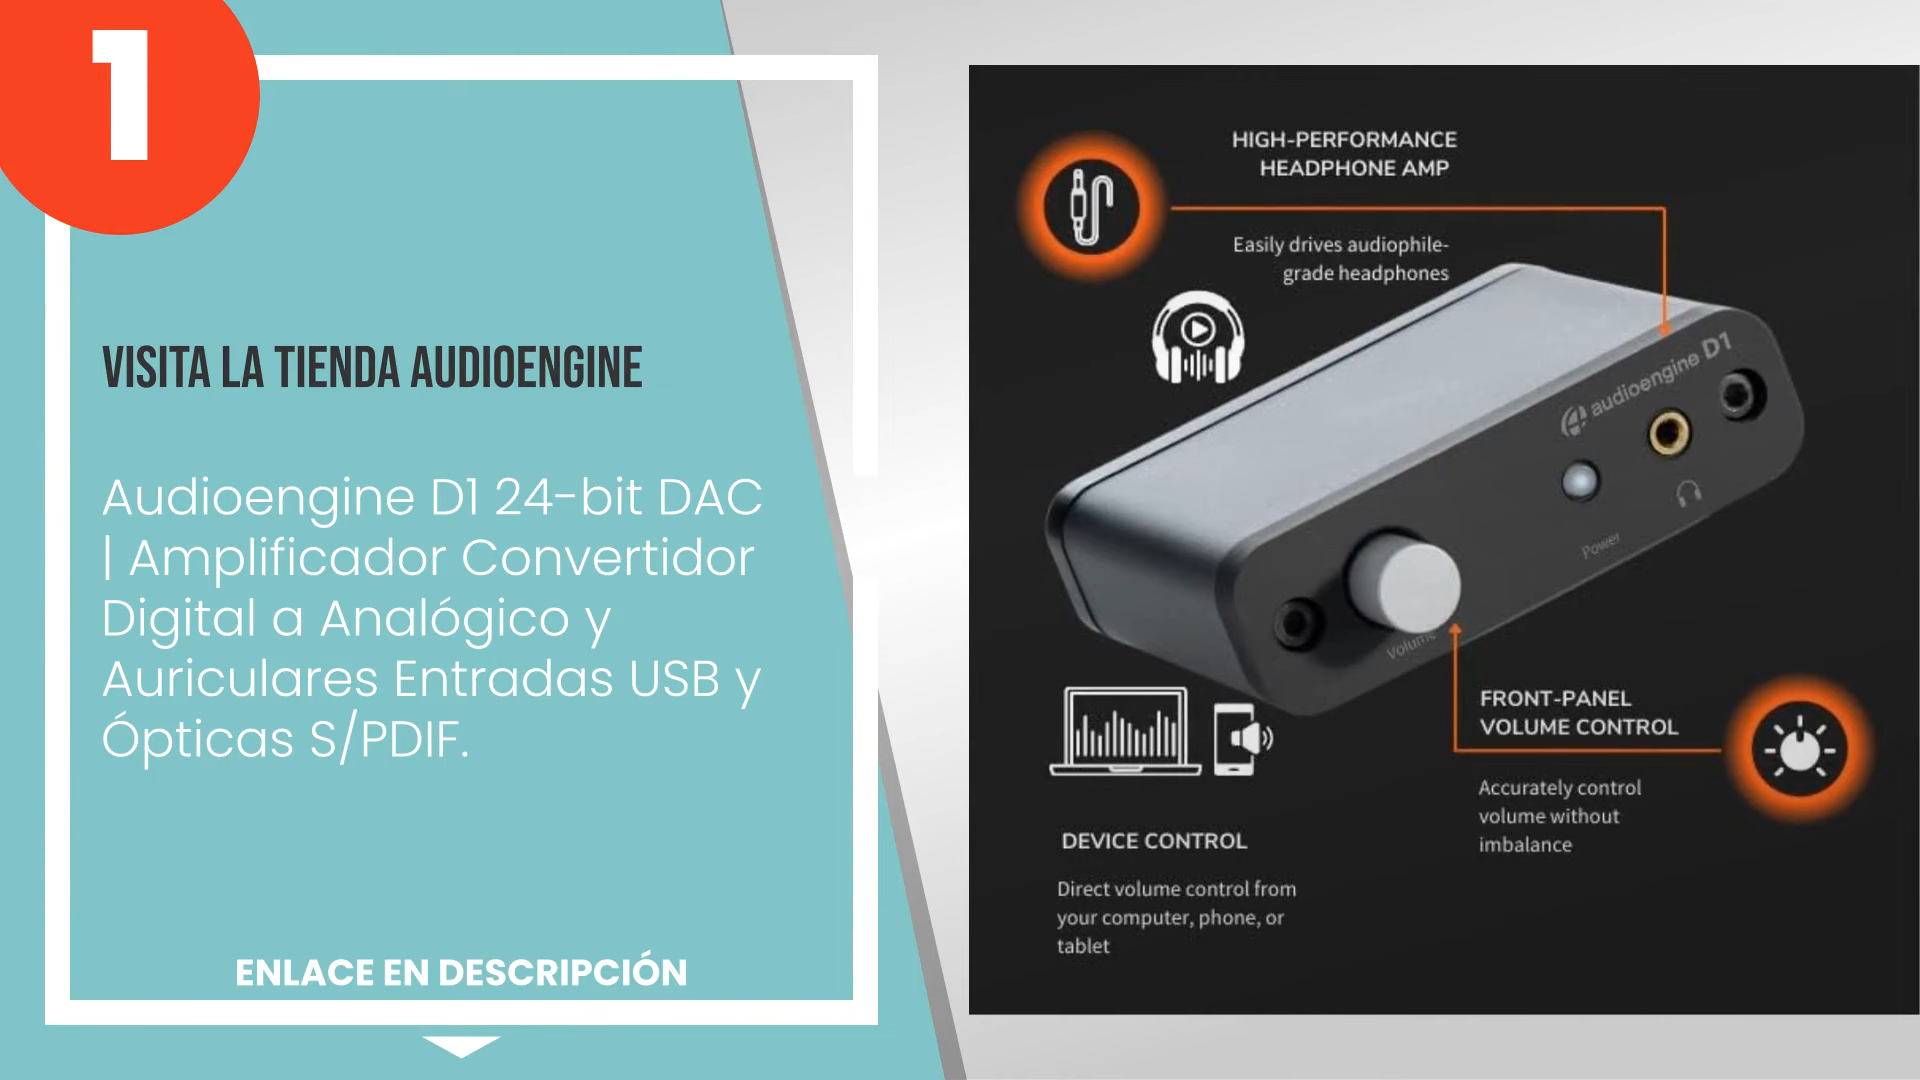 1
VISITA LA TIENDA AUDIOENGINE
Audioengine D1 24-bit DAC
| Amplificador Convertidor
Digital a Analógico y
Auriculares Entradas USB y
Ópticas S/PDIF.
ENLACE EN DESCRIPCIÓN
HIGH-PERFORMANCE
HEADPHONE AMP
Easily drives audiophile-
grade headphones
audioengine D1
Power
Volume
FRONT-PANEL
VOLUME CONTROL
Accurately control
volume without
imbalance
DEVICE CONTROL
Direct volume control from
your computer, phone, or
tablet